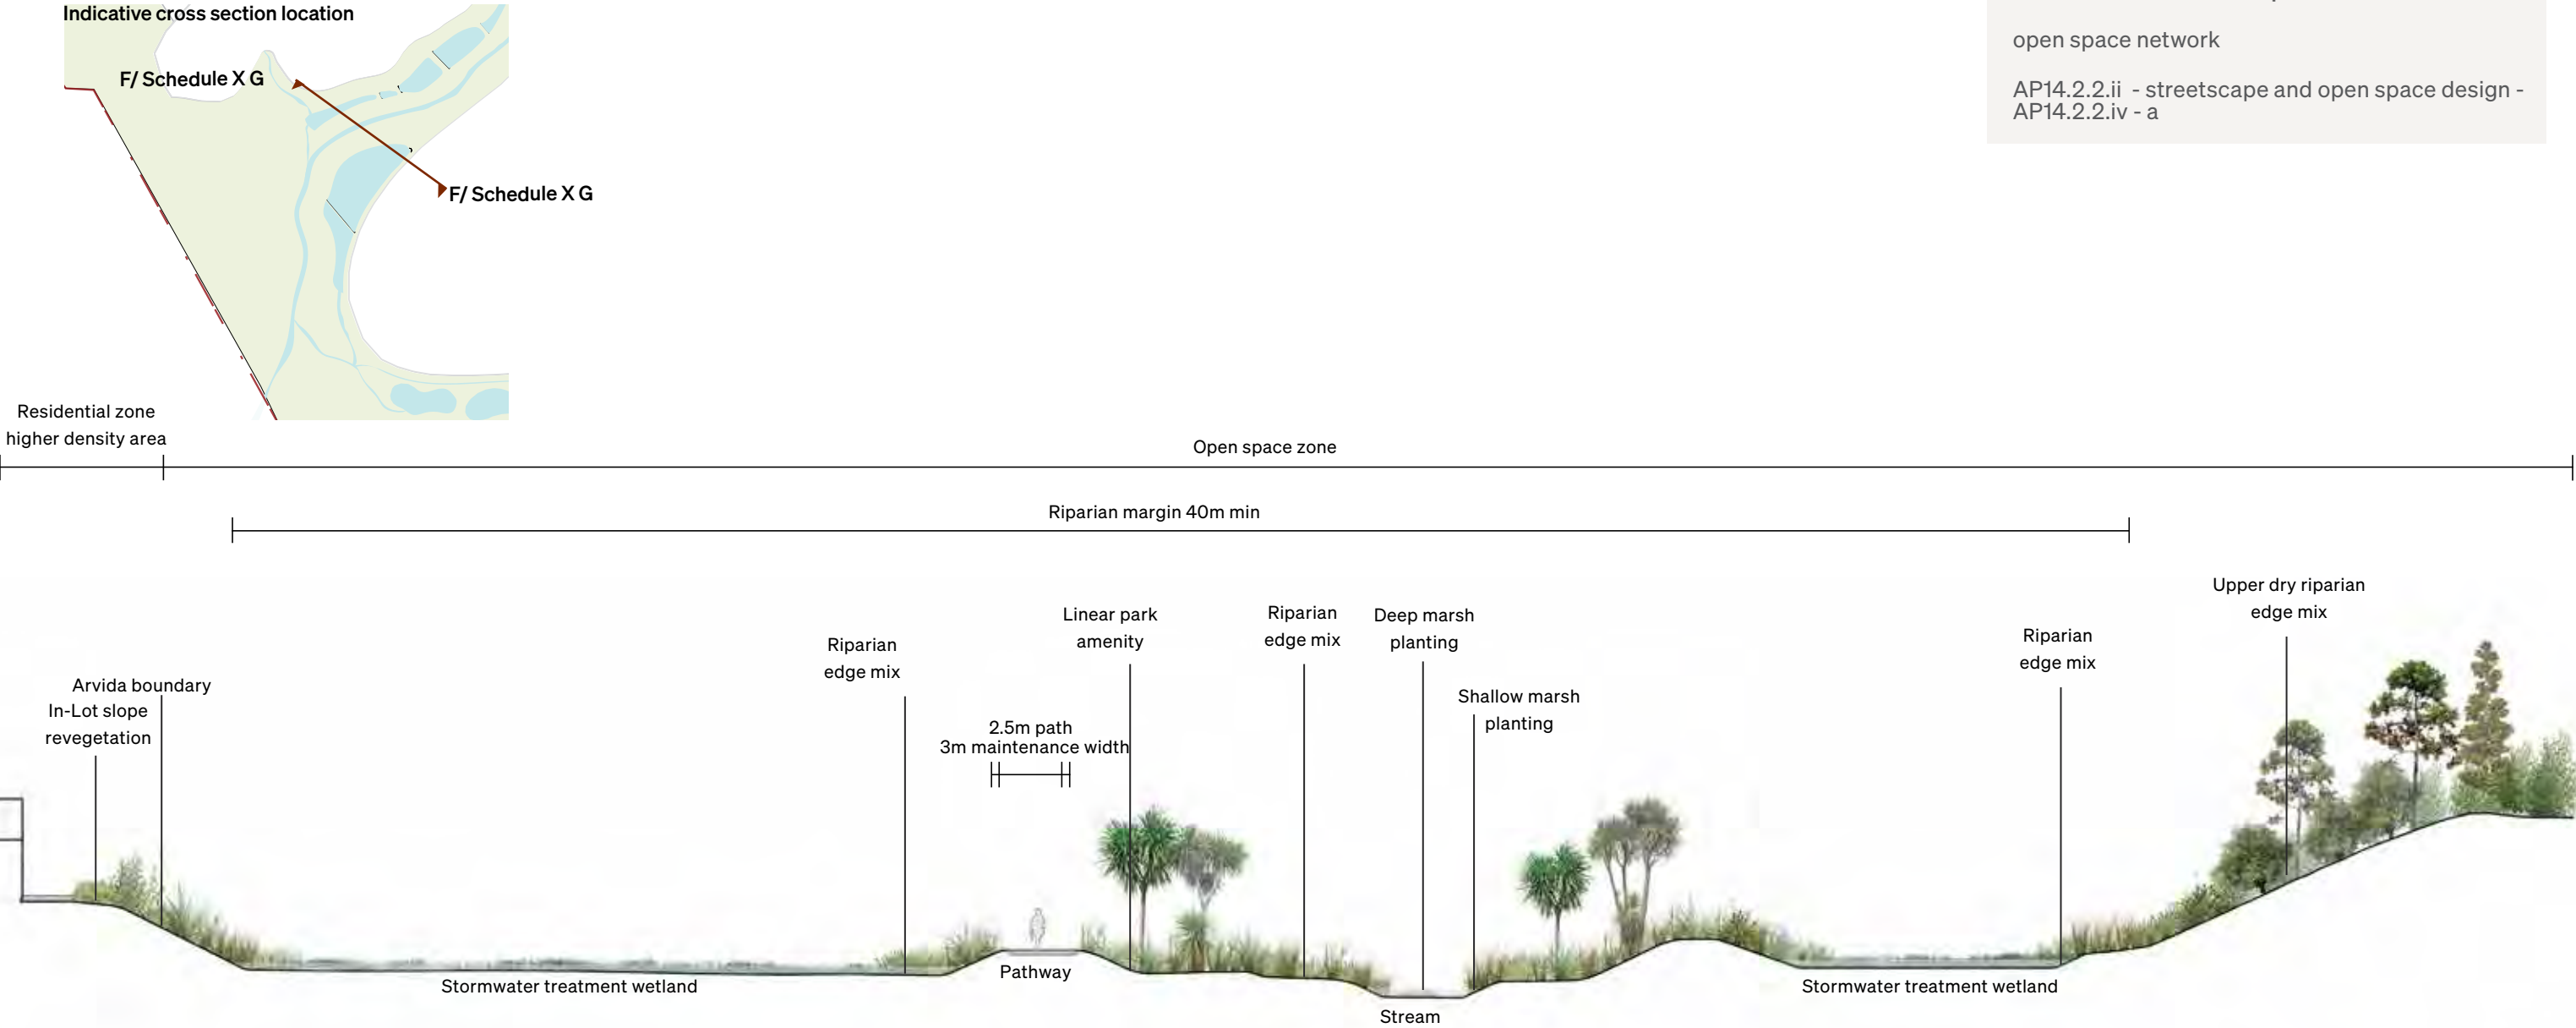 Indicative cross section location
F/ Schedule X G
F/ Schedule X G
open space network
AP14.2.2.ii - streetscape and open space design -
AP14.2.2.iv - a
Residential zone
higher density area
Open space zone
Riparian margin 40m min
Arvida boundary
In-Lot slope
revegetation
Riparian
edge mix
2.5m path
3m maintenance width
Linear park
amenity
Riparian
edge mix
Deep marsh
planting
Shallow marsh
planting
Riparian
edge mix
Upper dry riparian
edge mix
Stormwater treatment wetland
Pathway
Stream
Stormwater treatment wetland